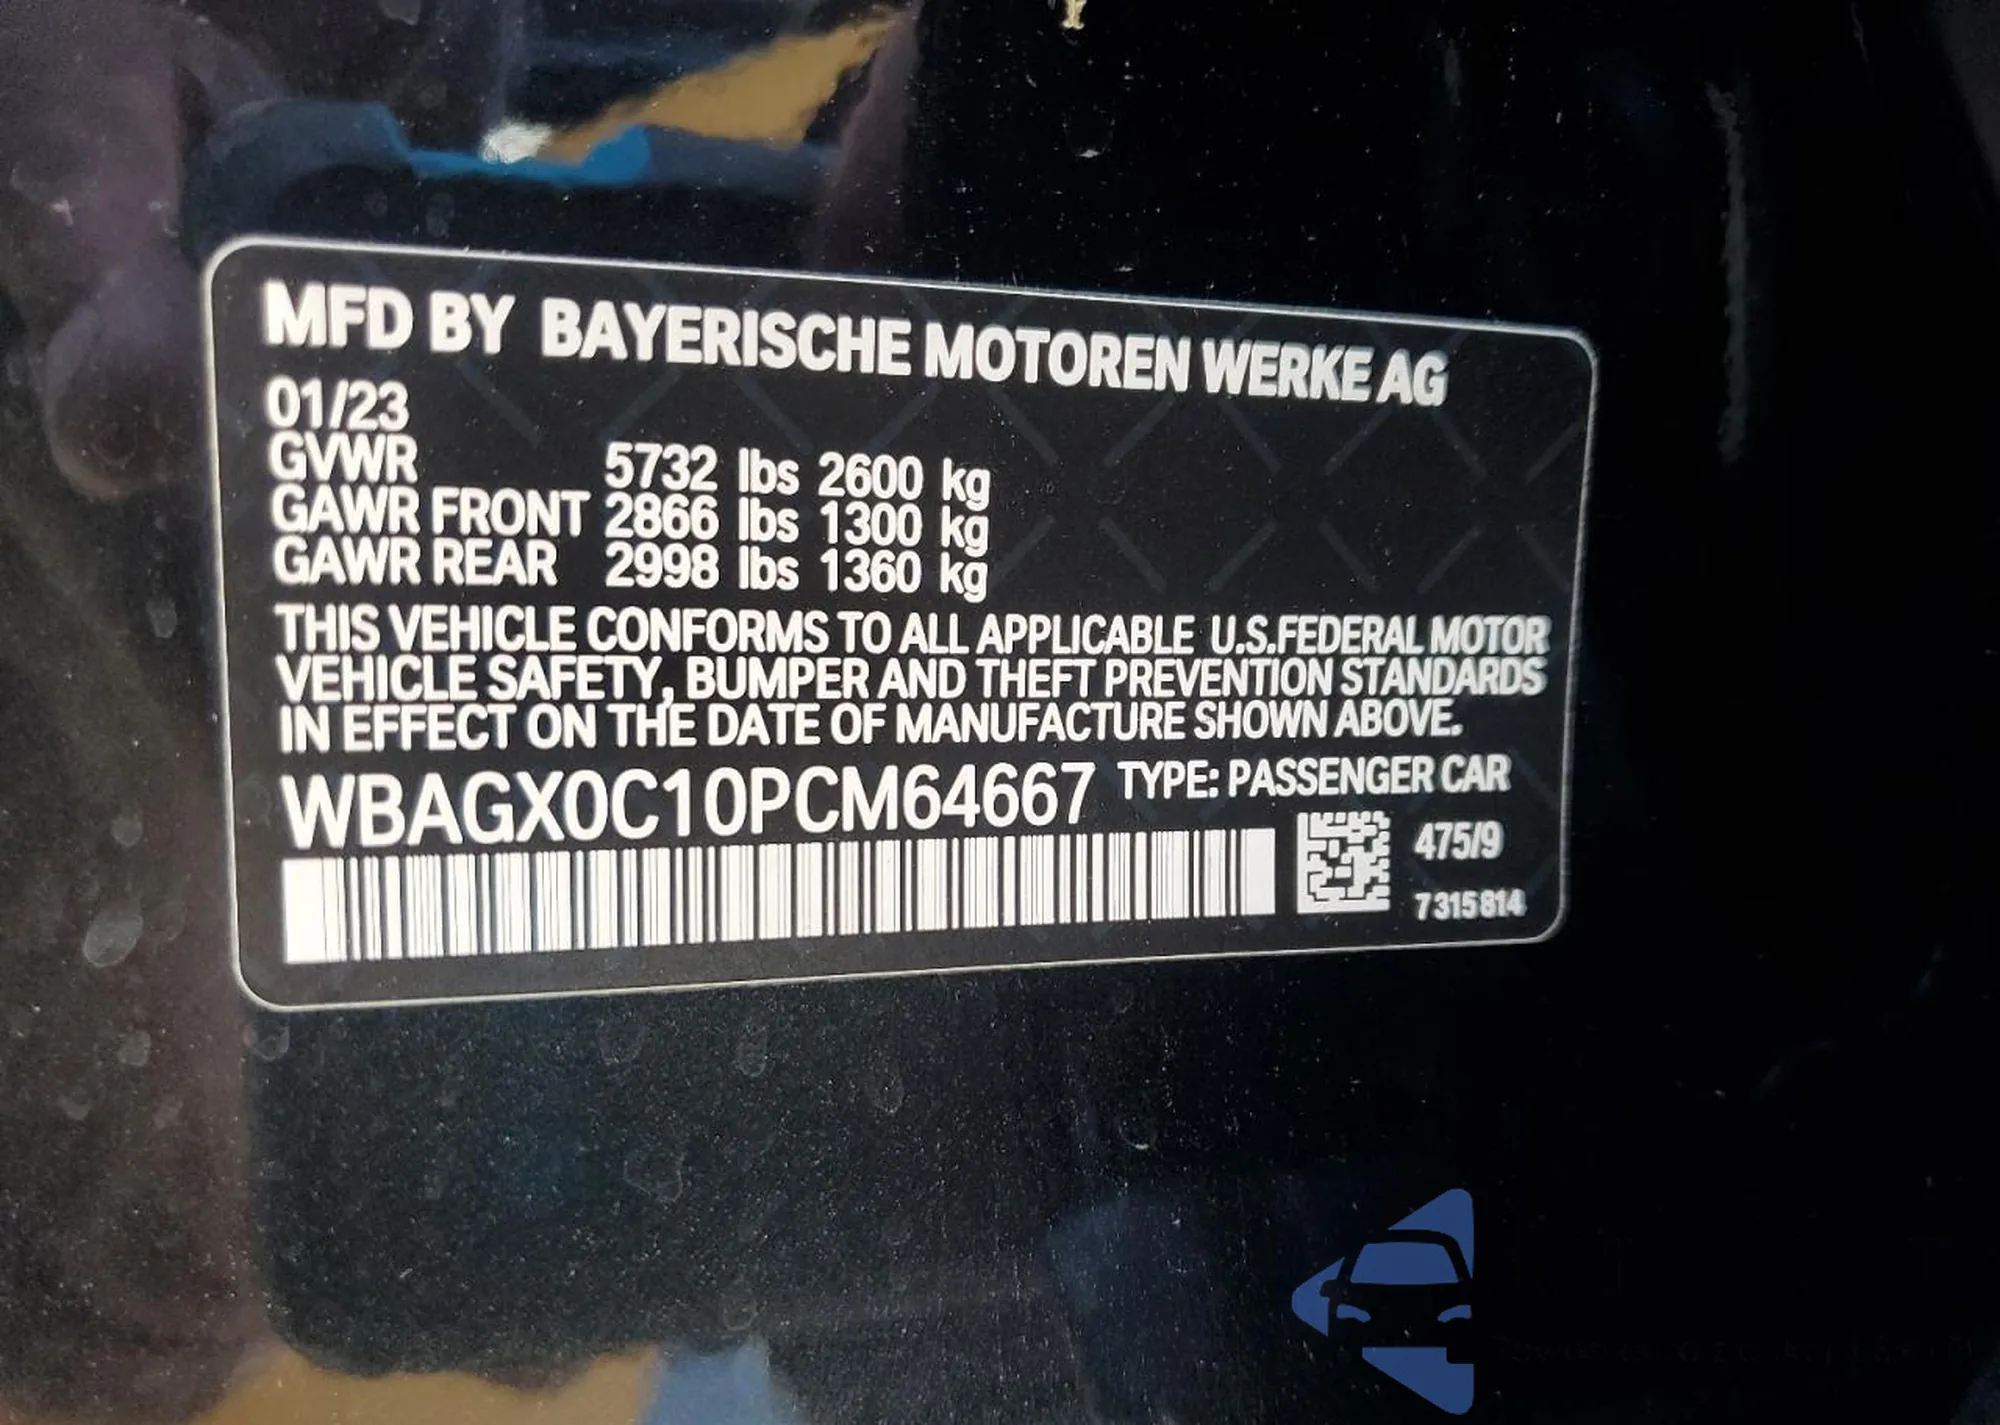 MFD BY BAYERISCHE MOTOREN WERKE AG
01/23
GVWR 5732 lbs 2600 kg
GAWR FRONT 2866 lbs 1300 kg
GAWR REAR 2998 lbs 1360 kg
THIS VEHICLE CONFORMS TO ALL APPLICABLE U.S.FEDERAL MOTOR
VEHICLE SAFETY, BUMPER AND THEFT PREVENTION STANDARDS
IN EFFECT ON THE DATE OF MANUFACTURE SHOWN ABOVE.
WBAGX0C10PCM64667 TYPE: PASSENGER CAR
475/9
7315814